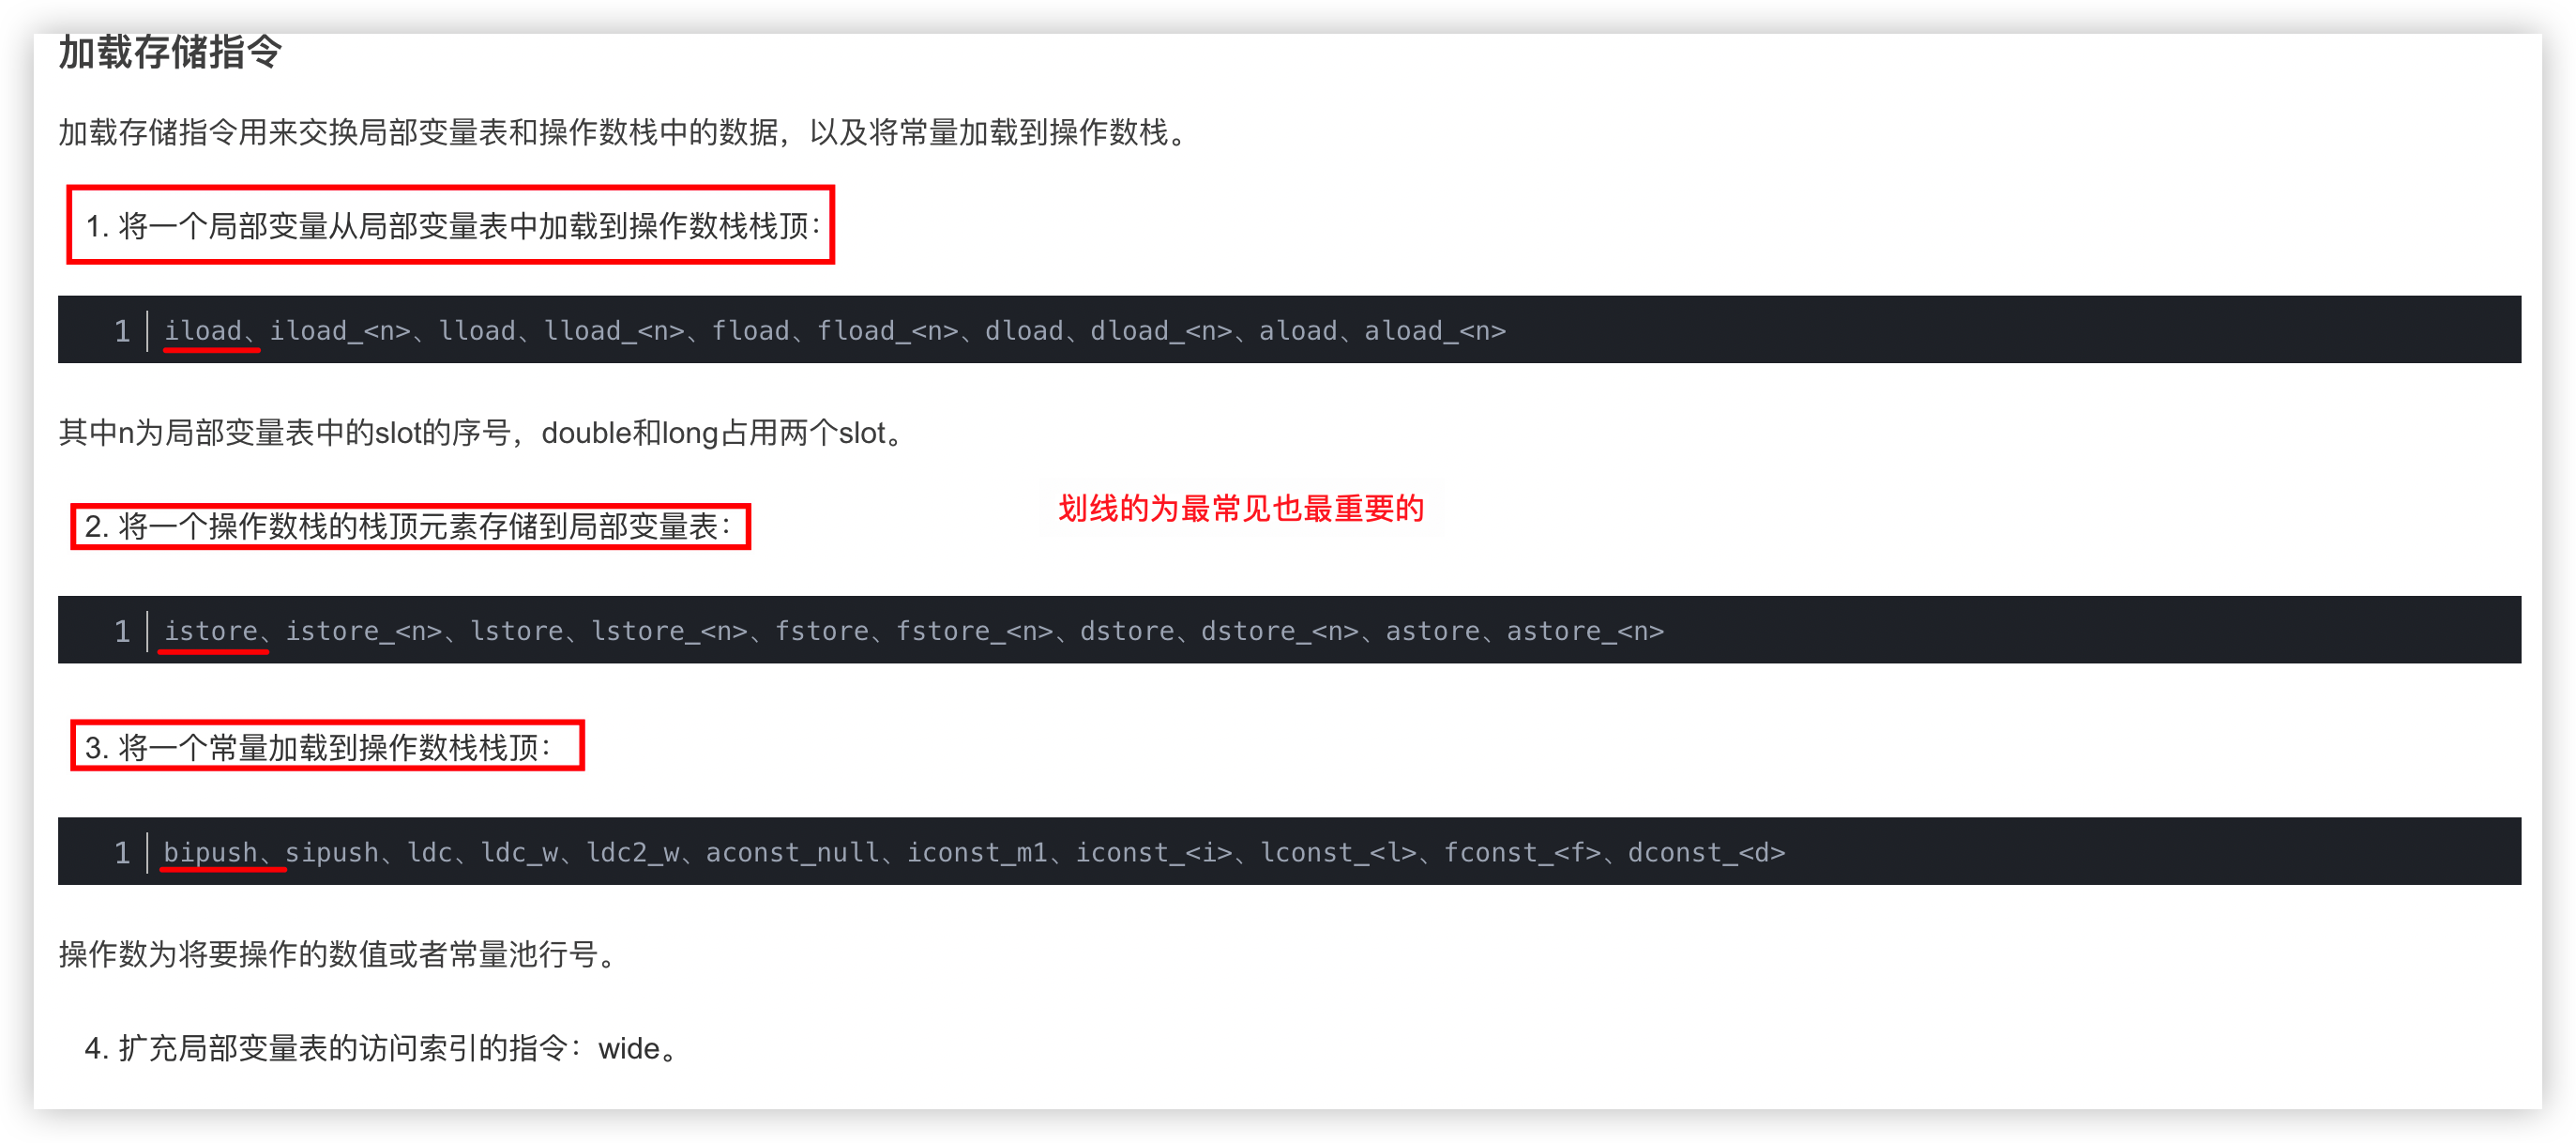 加载存储指令
加载存储指令用来交换局部变量表和操作数栈中的数据，以及将常量加载到操作数栈。
1. 将一个局部变量从局部变量表中加载到操作数栈栈顶：
1 iload、iload_<n>、lload、lload_<n>、fload、fload_<n>、dload、dload_<n>、aload、aload_<n>
其中n为局部变量表中的slot的序号，double和long占用两个slot。
划线的为最常见也最重要的
2. 将一个操作数栈的栈顶元素存储到局部变量表：
1 istore、istore_<n>、lstore、lstore_<n>、fstore、fstore_<n>、dstore、dstore_<n>、astore、astore_<n>
3. 将一个常量加载到操作数栈栈顶：
1 bipush、sipush、ldc、ldc_w、ldc2_w、aconst_null、iconst_m1、iconst_<i>、lconst_<l>、fconst_<f>、dconst_<d>
操作数为将要操作的数值或者常量池行号。
4. 扩充局部变量表的访问索引的指令：wide。